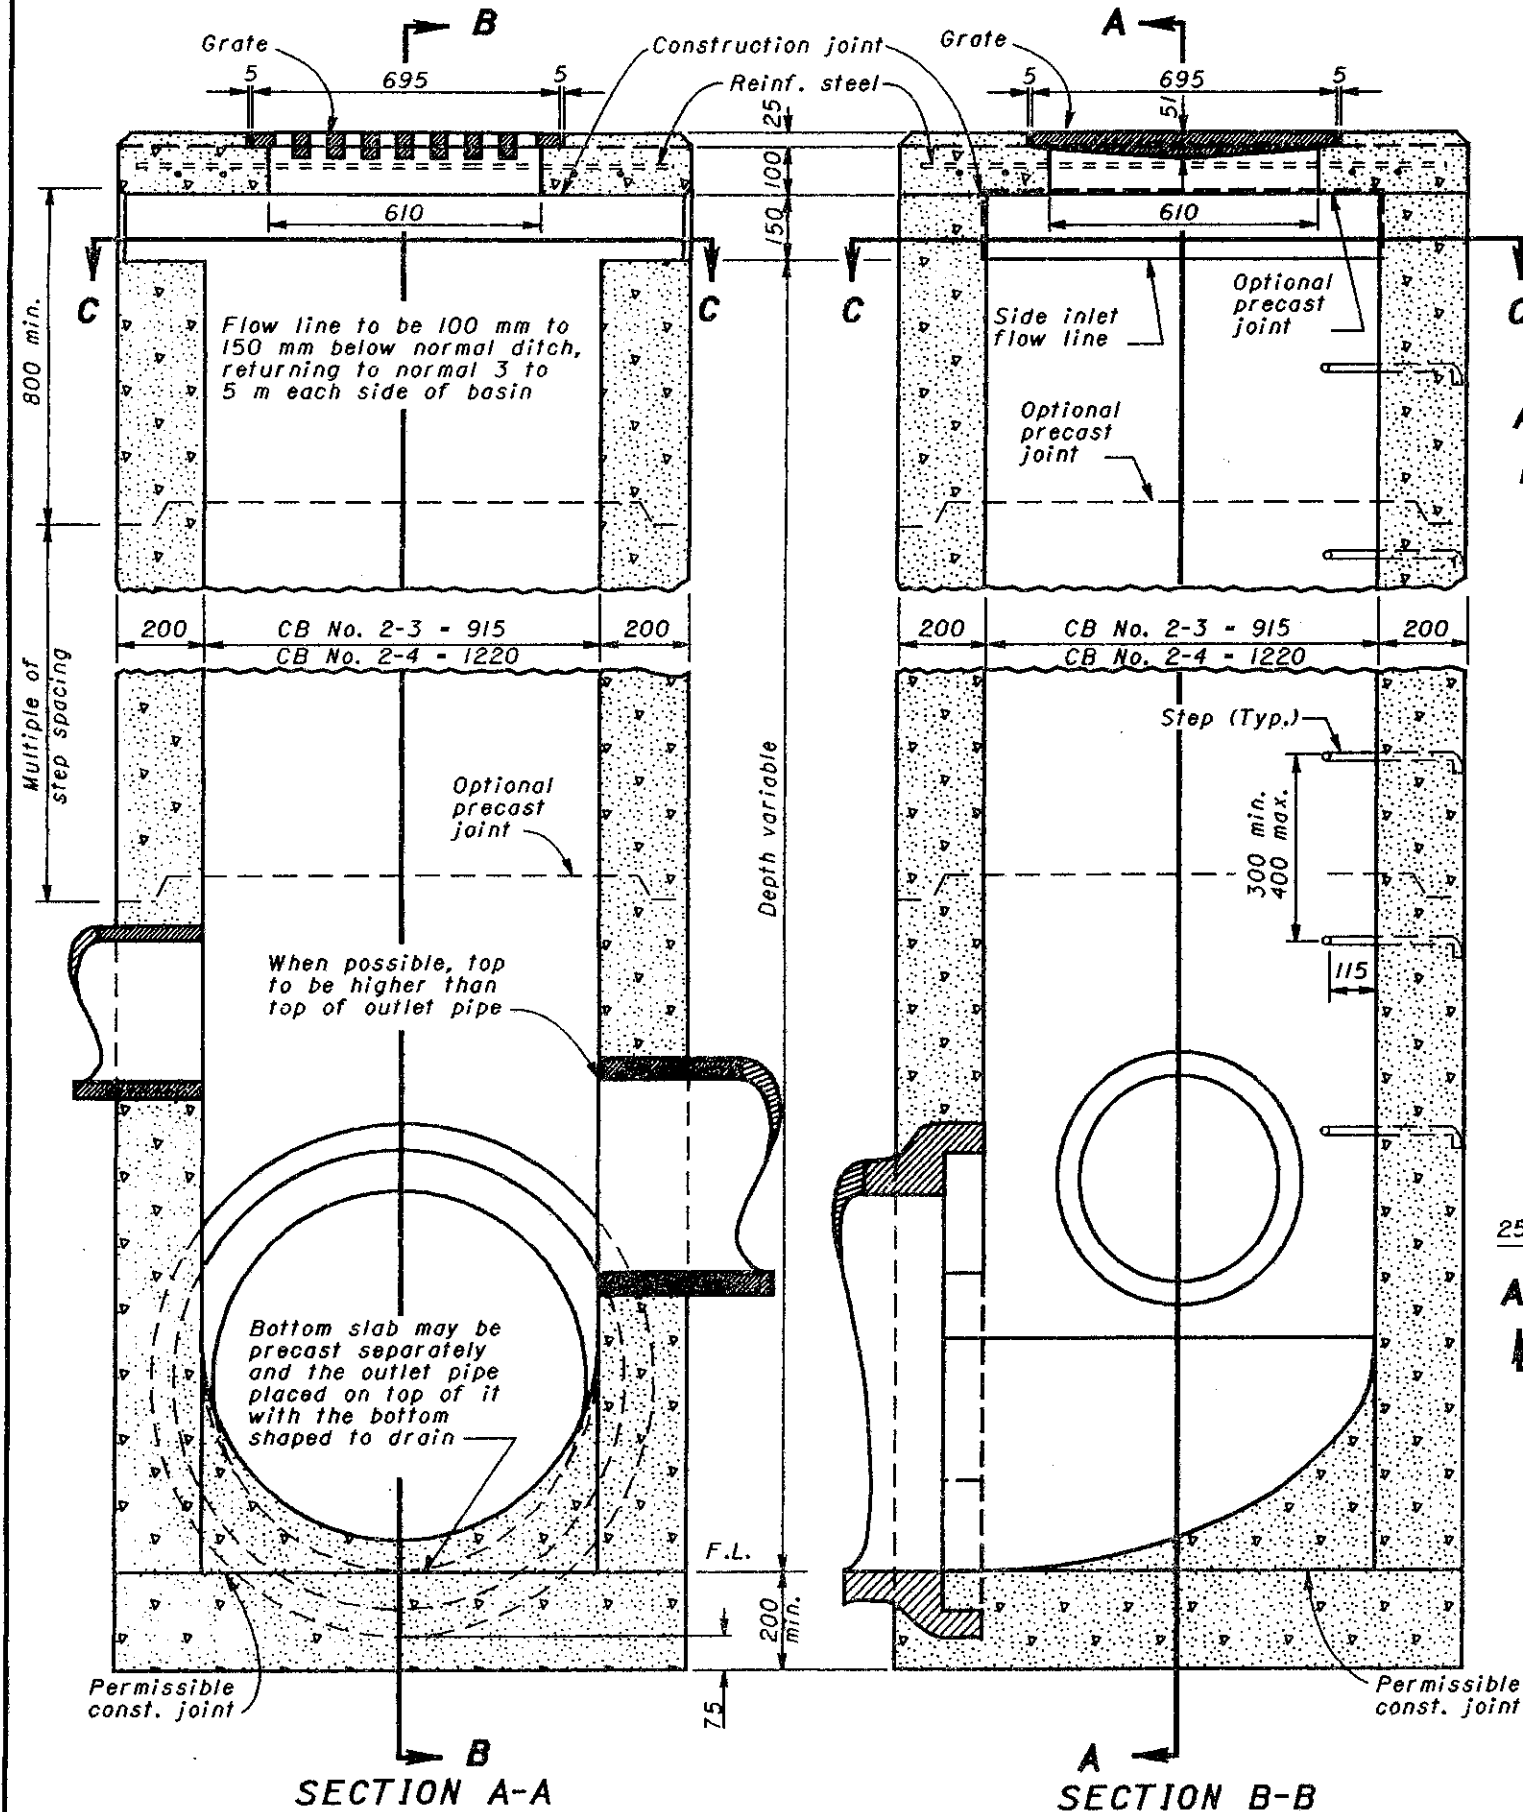 B
A
Grate
Construction joint
Grate
5
695
5
Reinf. steel
5
695
5
51
25
100
150
610
610
C
C
C
C
800 min.
Flow line to be 100 mm to
150 mm below normal ditch,
returning to normal 3 to
5 m each side of basin
Side inlet
flow line
Optional
precast
joint
Optional
precast
joint
200
CB No. 2-3 - 915
CB No. 2-4 - 1220
200
200
CB No. 2-3 - 915
CB No. 2-4 - 1220
200
Multiple of
step spacing
Step (Typ.)
Optional
precast
joint
Depth variable
300 min.
400 max.
115
When possible, top
to be higher than
top of outlet pipe
25
A
Bottom slab may be
precast separately
and the outlet pipe
placed on top of it
with the bottom
shaped to drain
F.L.
200
min.
75
Permissible
const. joint
Permissible
const. joint
B
A
SECTION A-A
SECTION B-B